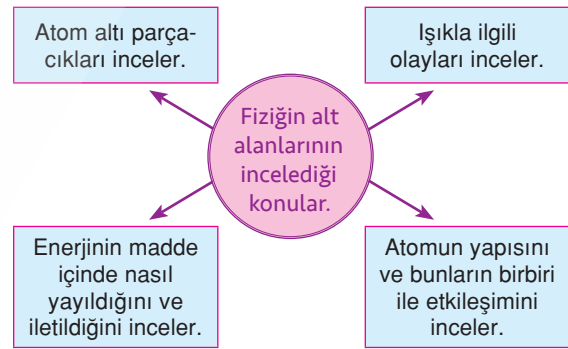 Atom altı parça-
cıkları inceler.
Işıkla ilgili
olayları inceler.
Fiziğin alt
alanlarının
incelediği
konular.
Enerjinin madde
içinde nasıl
yayıldığını ve
iletildiğini inceler.
Atomun yapısını
ve bunların birbiri
ile etkileşimini
inceler.